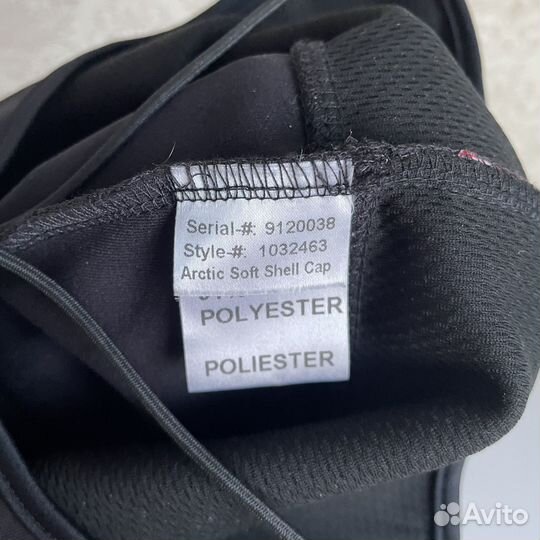 Serial-#: 9120038
Style-#: 1032463
Arctic Soft Shell Cap
POLYESTER
POLIESTER
Avito